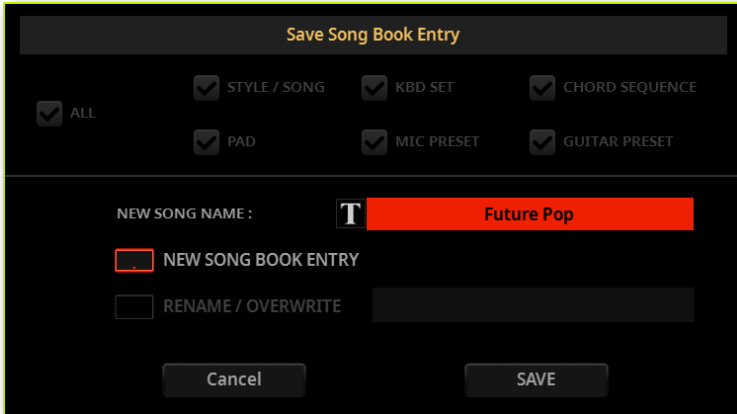 Save Song Book Entry
STYLE / SONG KBD SET CHORD SEQUENCE
ALL
PAD MIC PRESET GUITAR PRESET
NEW SONG NAME : T Future Pop
NEW SONG BOOK ENTRY
RENAME / OVERWRITE
Cancel SAVE